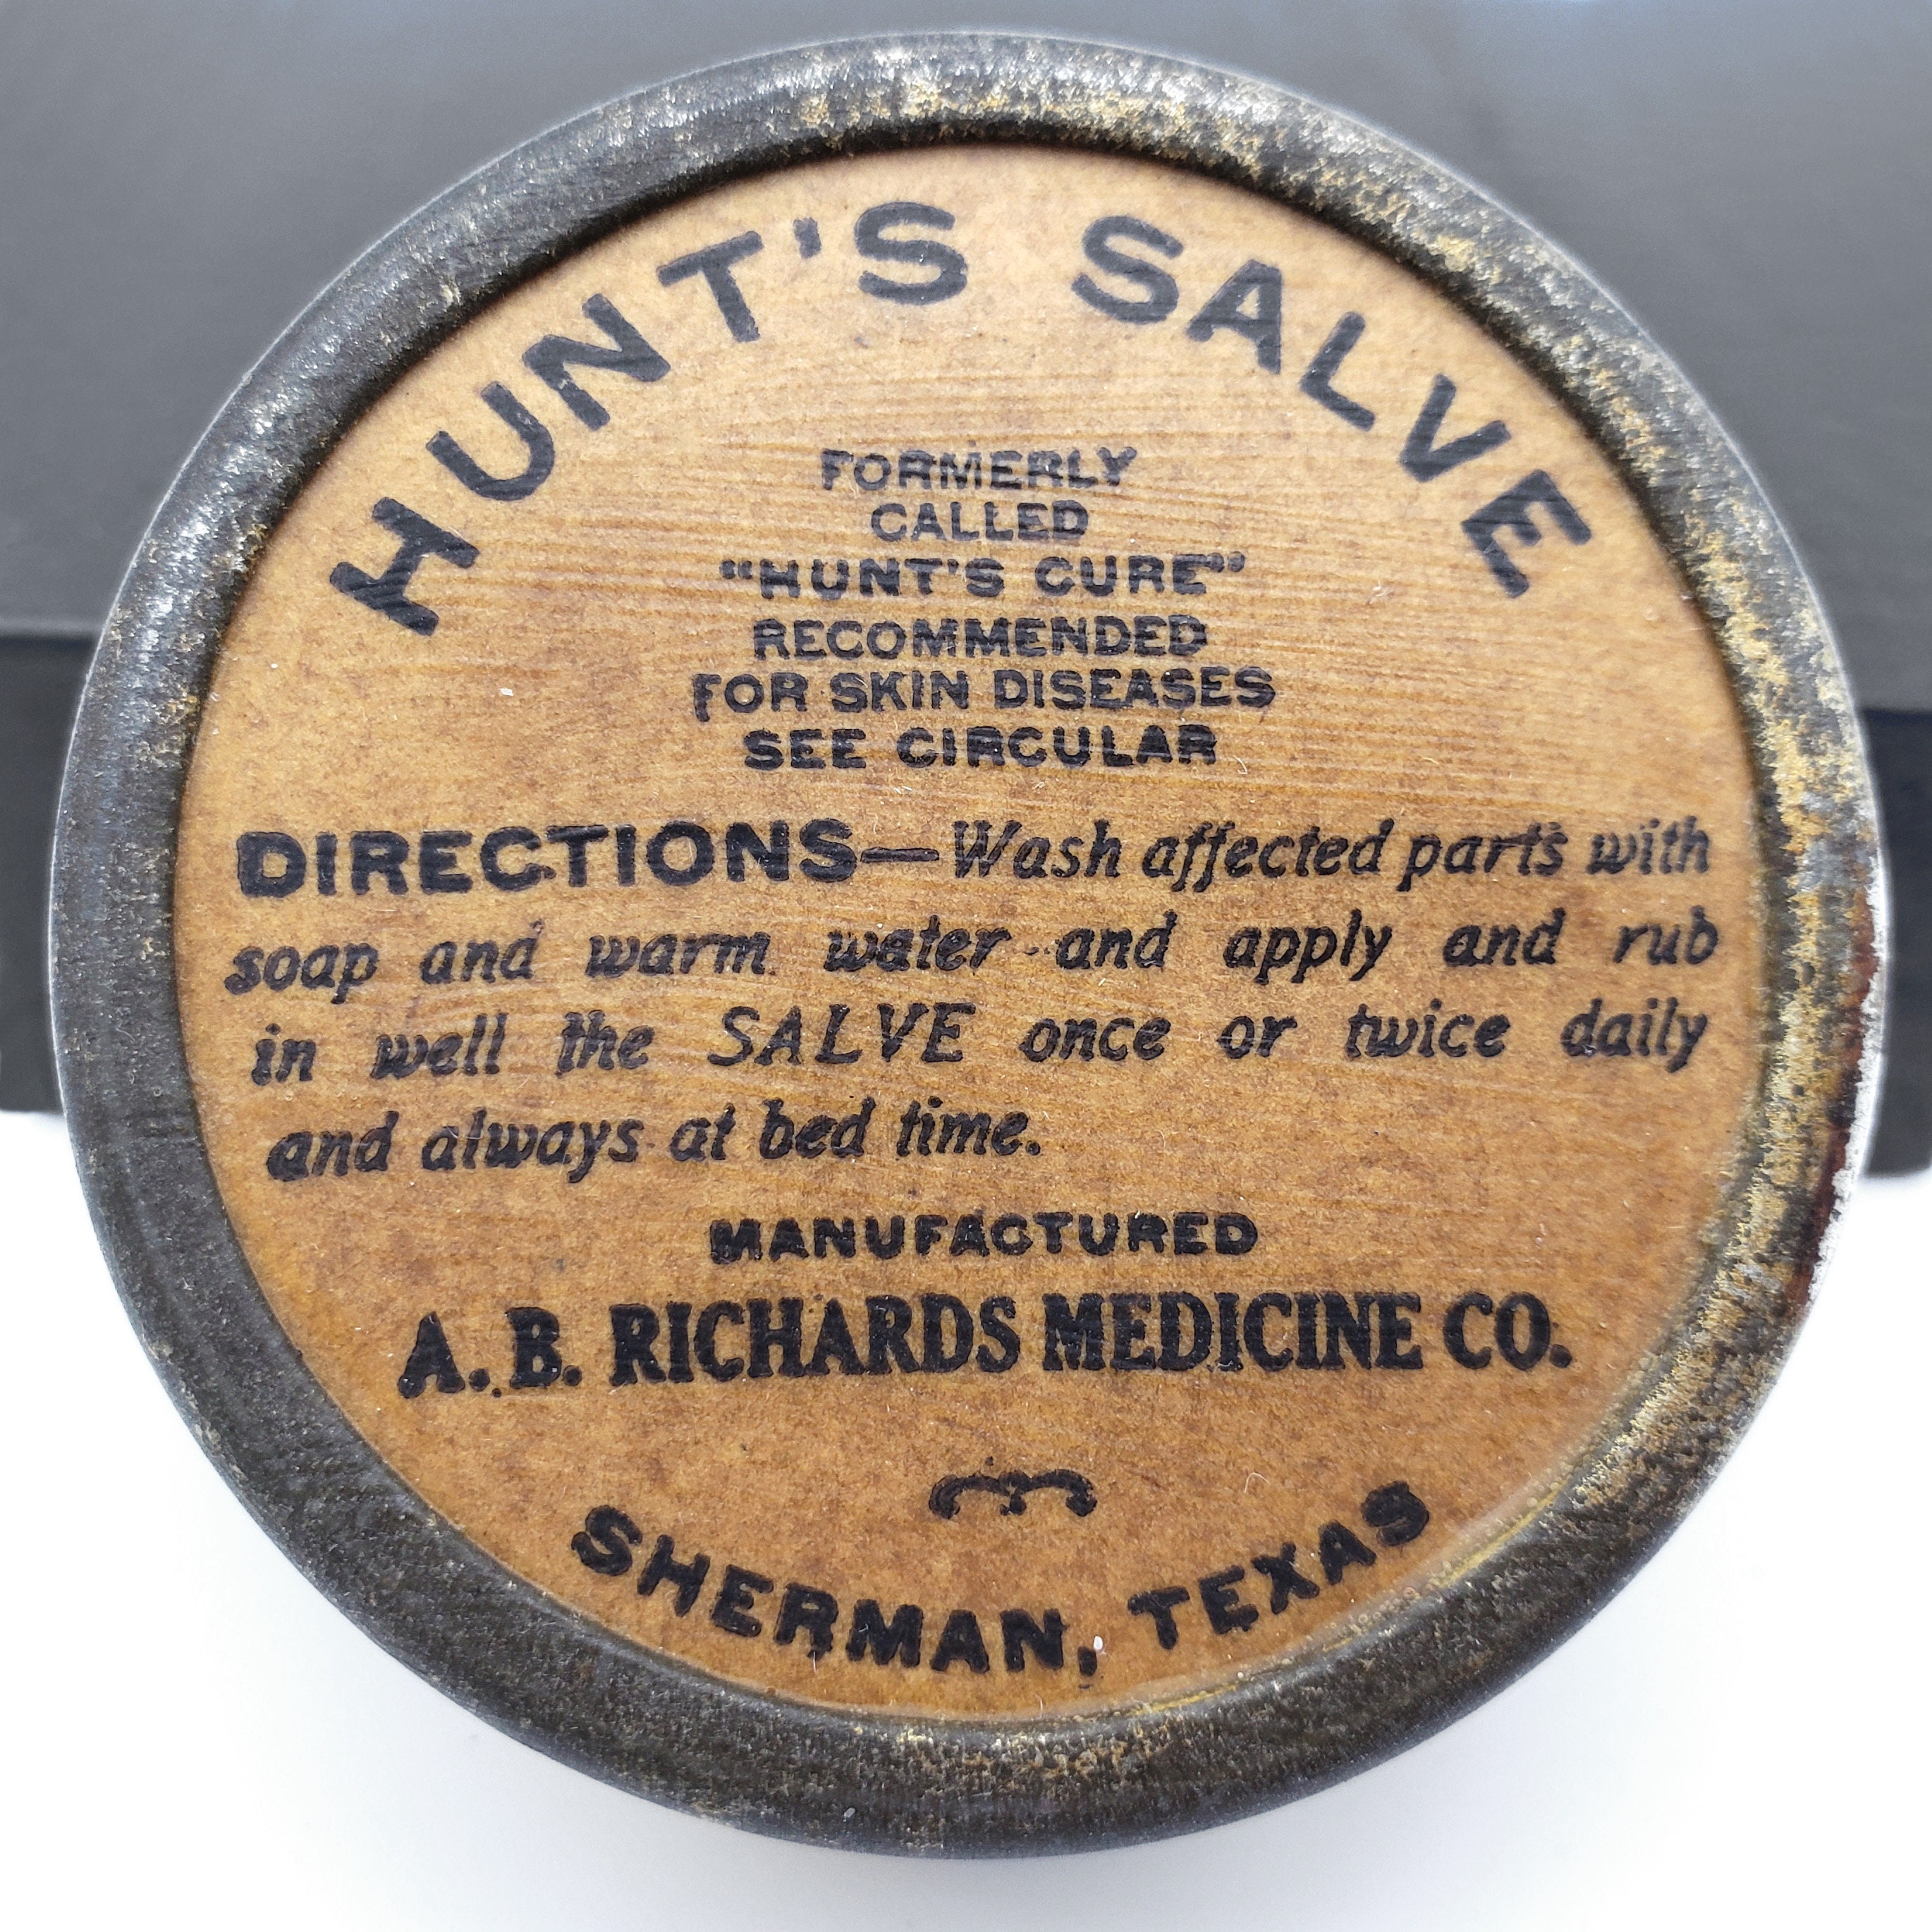 HUNT'S SALVE
FORMERLY
CALLED
"HUNT'S CURE"
RECOMMENDED
FOR SKIN DISEASES
SEE CIRCULAR
DIRECTIONS—Wash affected parts with
soap and warm water and apply and rub
in well the SALVE once or twice daily
and always at bed time.
MANUFACTURED
A. B. RICHARDS MEDICINE CO.
SHERMAN, TEXAS